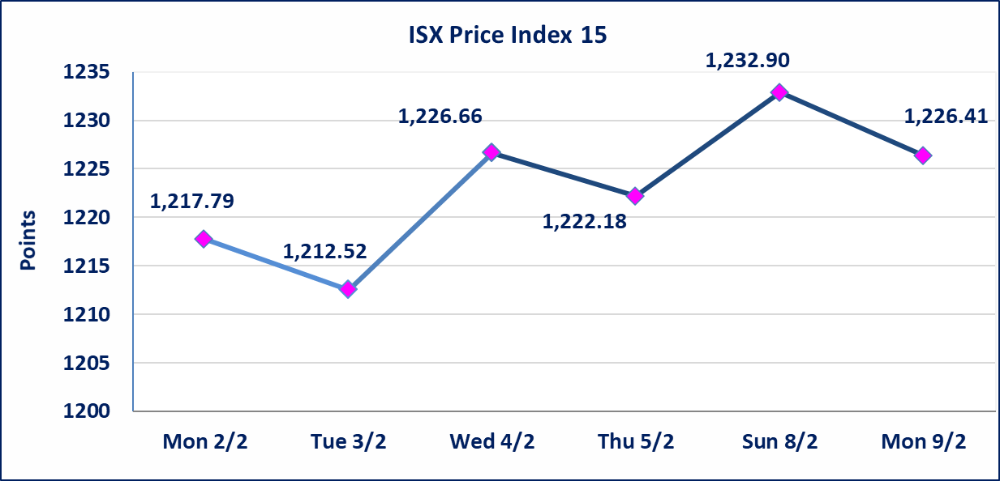 ISX Price Index 15
Points
1235
1230
1225
1220
1215
1210
1205
1200
1,217.79
1,212.52
1,226.66
1,222.18
1,232.90
1,226.41
Mon 2/2
Tue 3/2
Wed 4/2
Thu 5/2
Sun 8/2
Mon 9/2